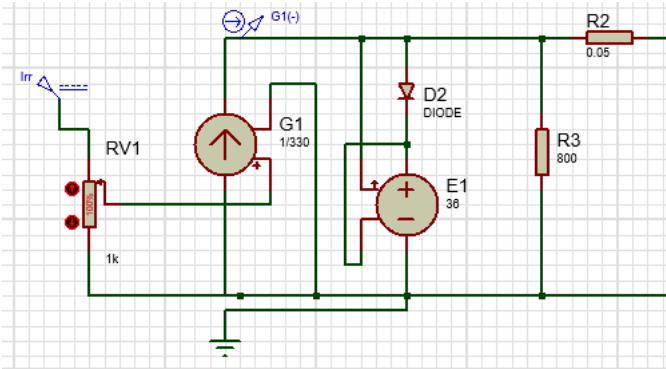 G1(-)
R2
0.05
Irr
D2
DIODE
G1
1/330
RV1
R3
800
E1
36
100%
1k